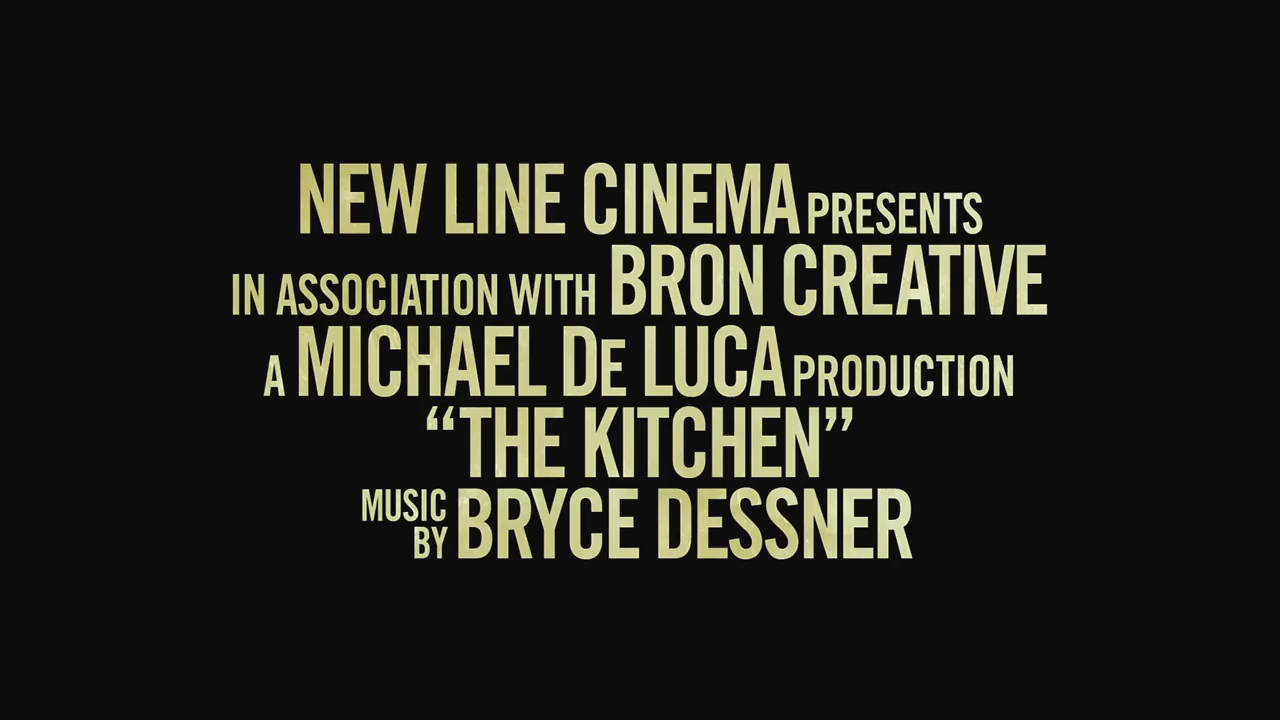 NEW LINE CINEMA PRESENTS
IN ASSOCIATION WITH BRON CREATIVE
A MICHAEL DE LUCA PRODUCTION
“THE KITCHEN”
MUSIC BY BRYCE DESSNER